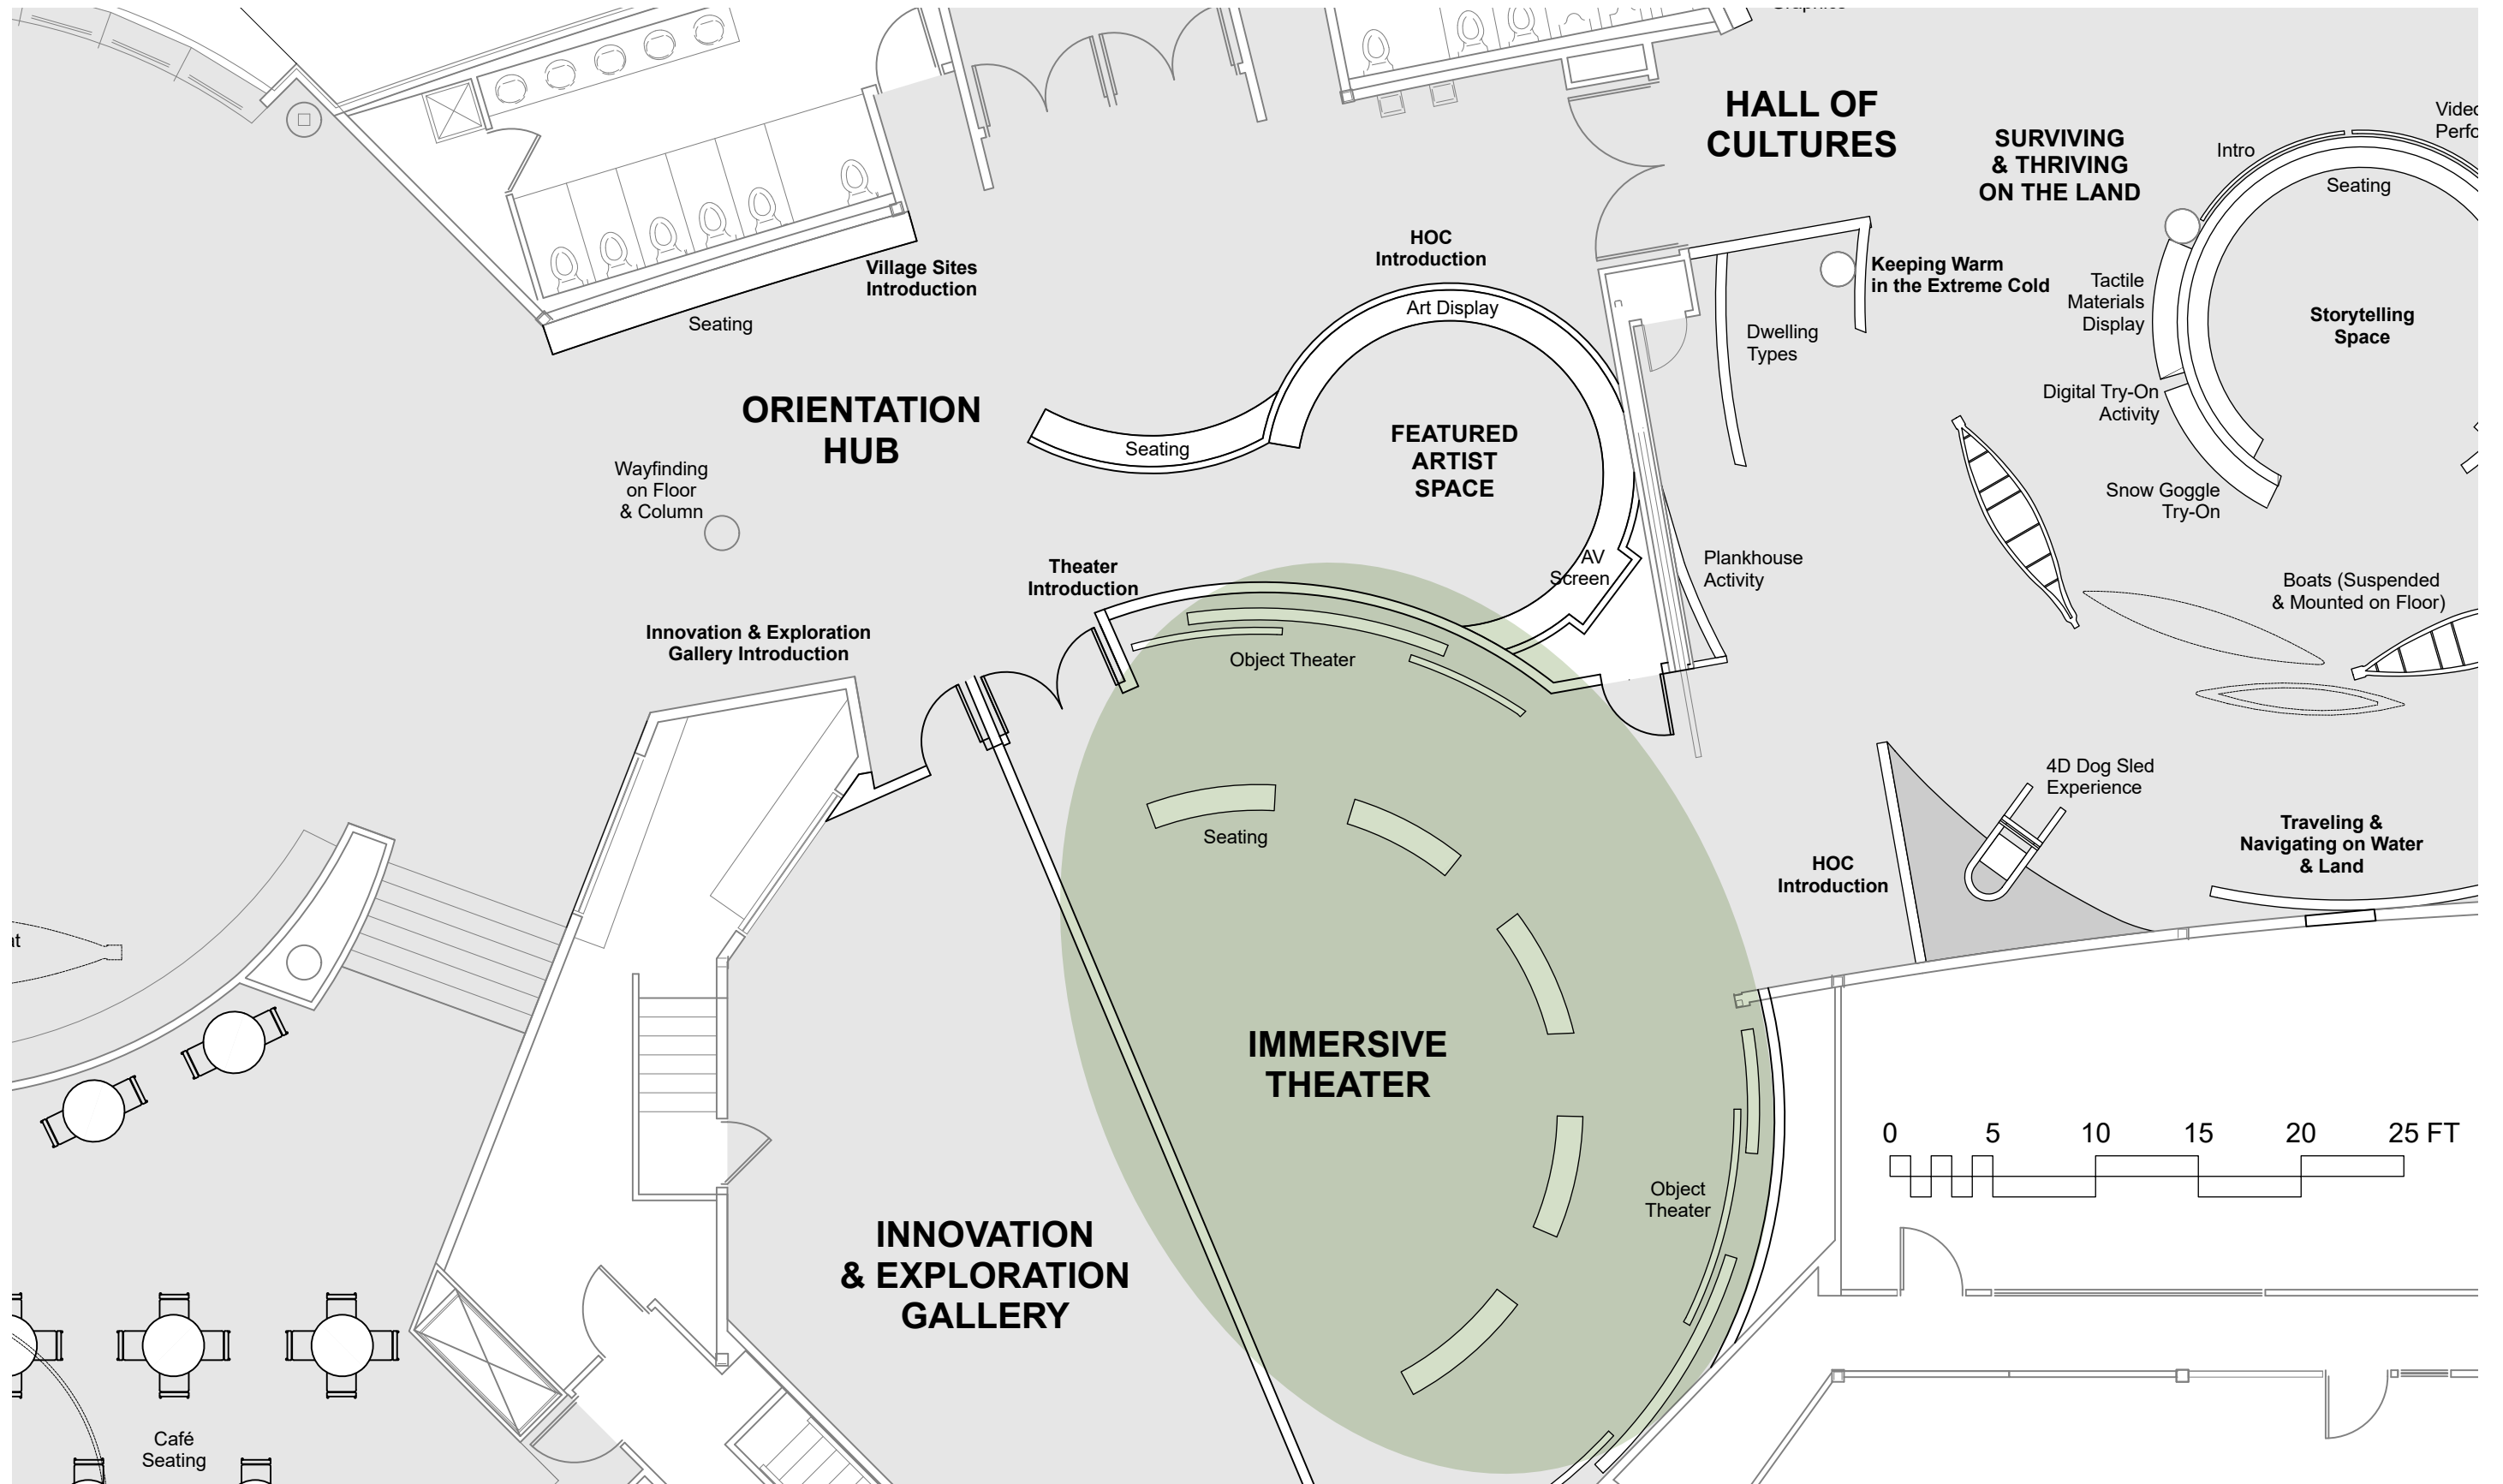 HALL OF
CULTURES
SURVIVING
& THRIVING
ON THE LAND
Intro
Seating
HOC
Introduction
Village Sites
Introduction
Seating
Art Display
Keeping Warm
in the Extreme Cold
Tactile
Materials
Display
Storytelling
Space
Dwelling
Types
Digital Try-On
Activity
ORIENTATION
HUB
Seating
FEATURED
ARTIST
SPACE
Wayfinding
on Floor
& Column
Snow Goggle
Try-On
AV
Screen
Plankhouse
Activity
Theater
Introduction
Boats (Suspended
& Mounted on Floor)
Innovation & Exploration
Gallery Introduction
Object Theater
4D Dog Sled
Experience
Seating
Traveling &
Navigating on Water
& Land
HOC
Introduction
IMMERSIVE
THEATER
0 5 10 15 20 25 FT
Object
Theater
INNOVATION
& EXPLORATION
GALLERY
Café
Seating